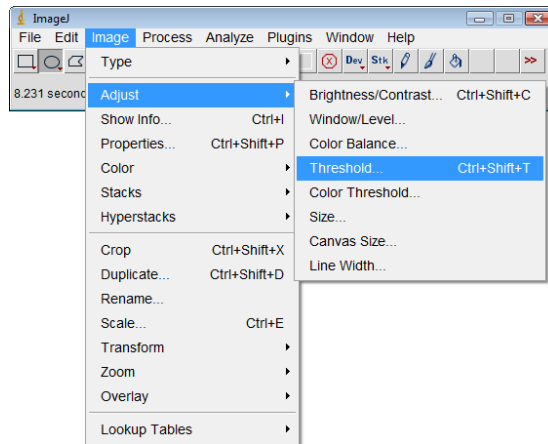 ImageJ
File Edit Image Process Analyze Plugins Window Help
Dev Stk >>
8.231 second
Type
Adjust
Show Info... Ctrl+I
Properties... Ctrl+Shift+P
Color
Stacks
Hyperstacks
Crop Ctrl+Shift+X
Duplicate... Ctrl+Shift+D
Rename...
Scale... Ctrl+E
Transform
Zoom
Overlay
Lookup Tables
Brightness/Contrast... Ctrl+Shift+C
Window/Level...
Color Balance...
Threshold... Ctrl+Shift+T
Color Threshold...
Size...
Canvas Size...
Line Width...